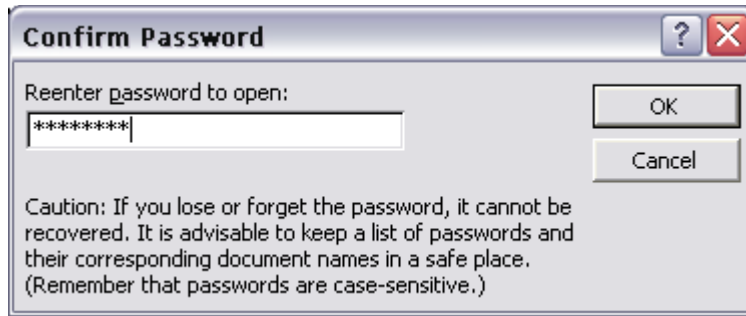 Confirm Password
?
Reenter password to open:
********
OK
Cancel
Caution: If you lose or forget the password, it cannot be
recovered. It is advisable to keep a list of passwords and
their corresponding document names in a safe place.
(Remember that passwords are case-sensitive.)